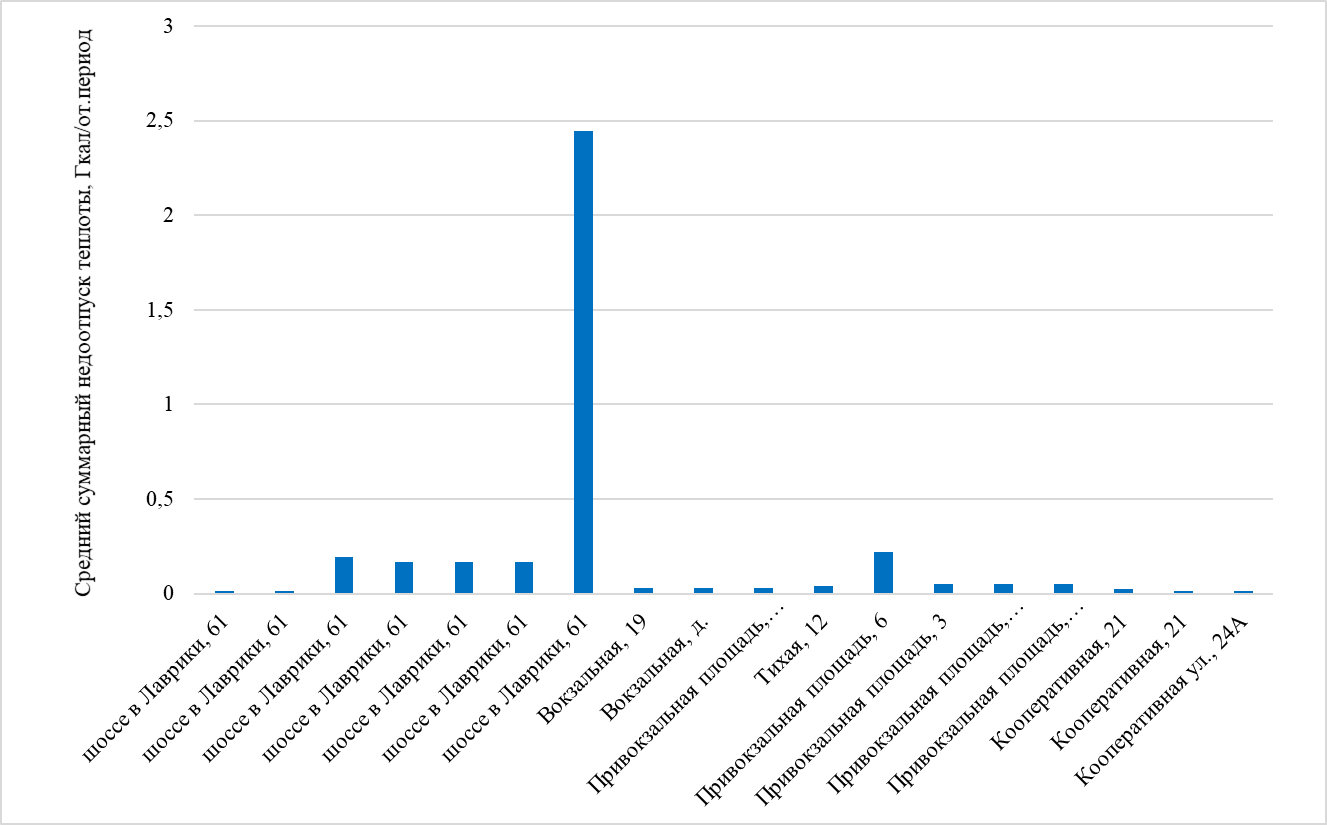 Средний суммарный недоотпуск теплоты, Гкал/от.период
3
2,5
2
1,5
1
0,5
0
шоссе в Лаврики, 61
шоссе в Лаврики, 61
шоссе в Лаврики, 61
шоссе в Лаврики, 61
шоссе в Лаврики, 61
шоссе в Лаврики, 61
шоссе в Лаврики, 61
Вокзальная, 19
Вокзальная, д.
Привокзальная площадь,…
Тихая, 12
Привокзальная площадь, 6
Привокзальная площадь, 3
Привокзальная площадь,…
Привокзальная площадь,…
Кооперативная, 21
Кооперативная, 21
Кооперативная ул., 24А